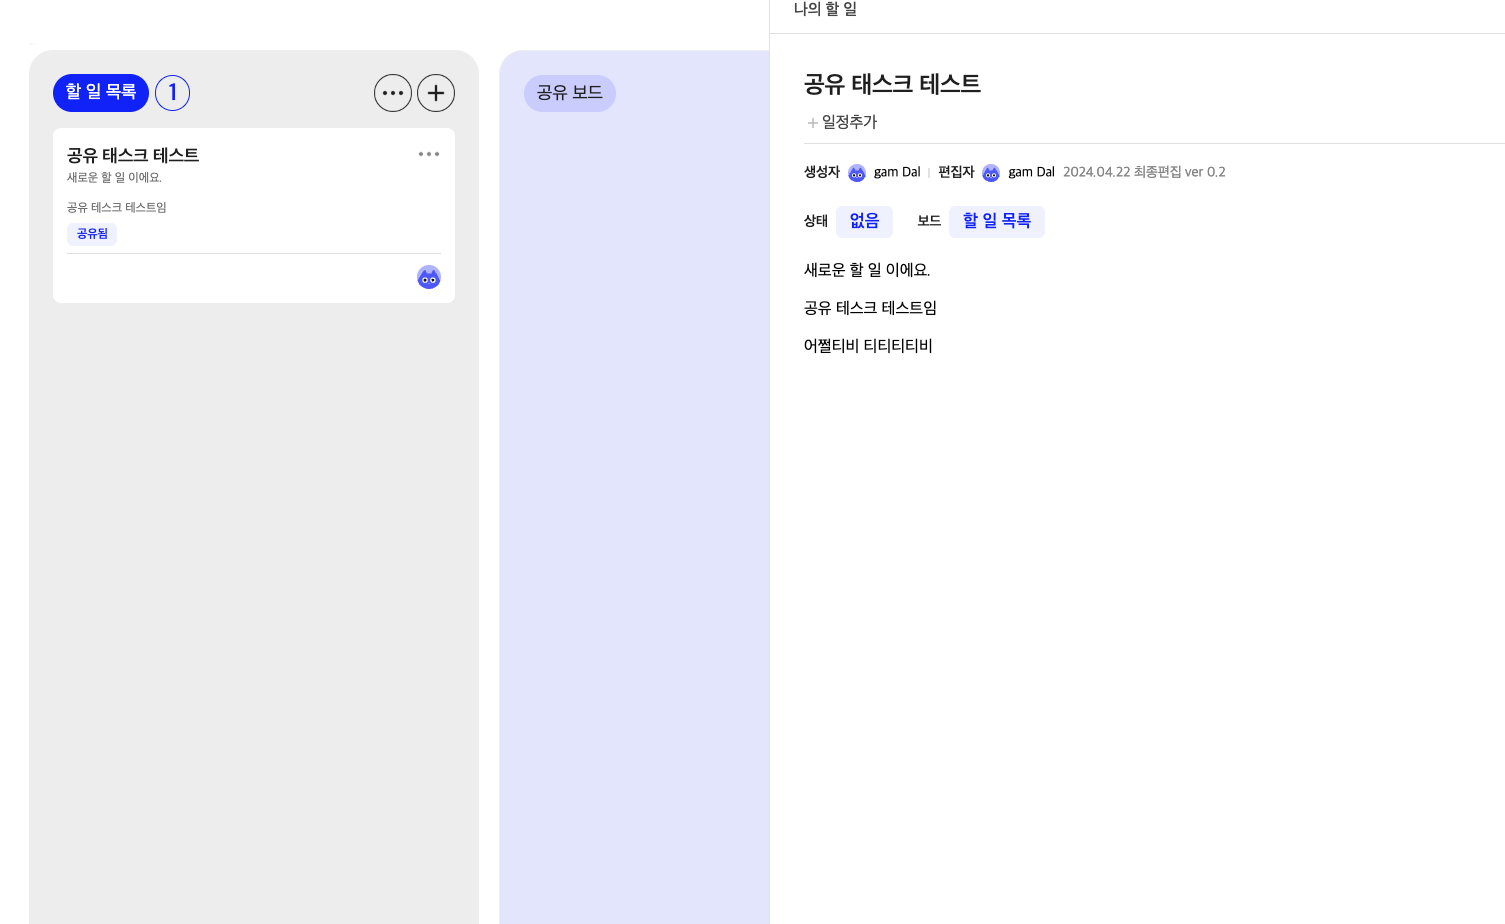 할 일 목록 1
공유 태스크 테스트
새로운 할 일 이에요.
공유 테스크 테스트임
공유됨
공유 보드
나의 할 일
공유 태스크 테스트
+ 일정추가
생성자 gam Dal | 편집자 gam Dal 2024.04.22 최종편집 ver 0.2
상태 없음 보드 할 일 목록
새로운 할 일 이에요.
공유 테스크 테스트임
어쩔티비 티티티티비